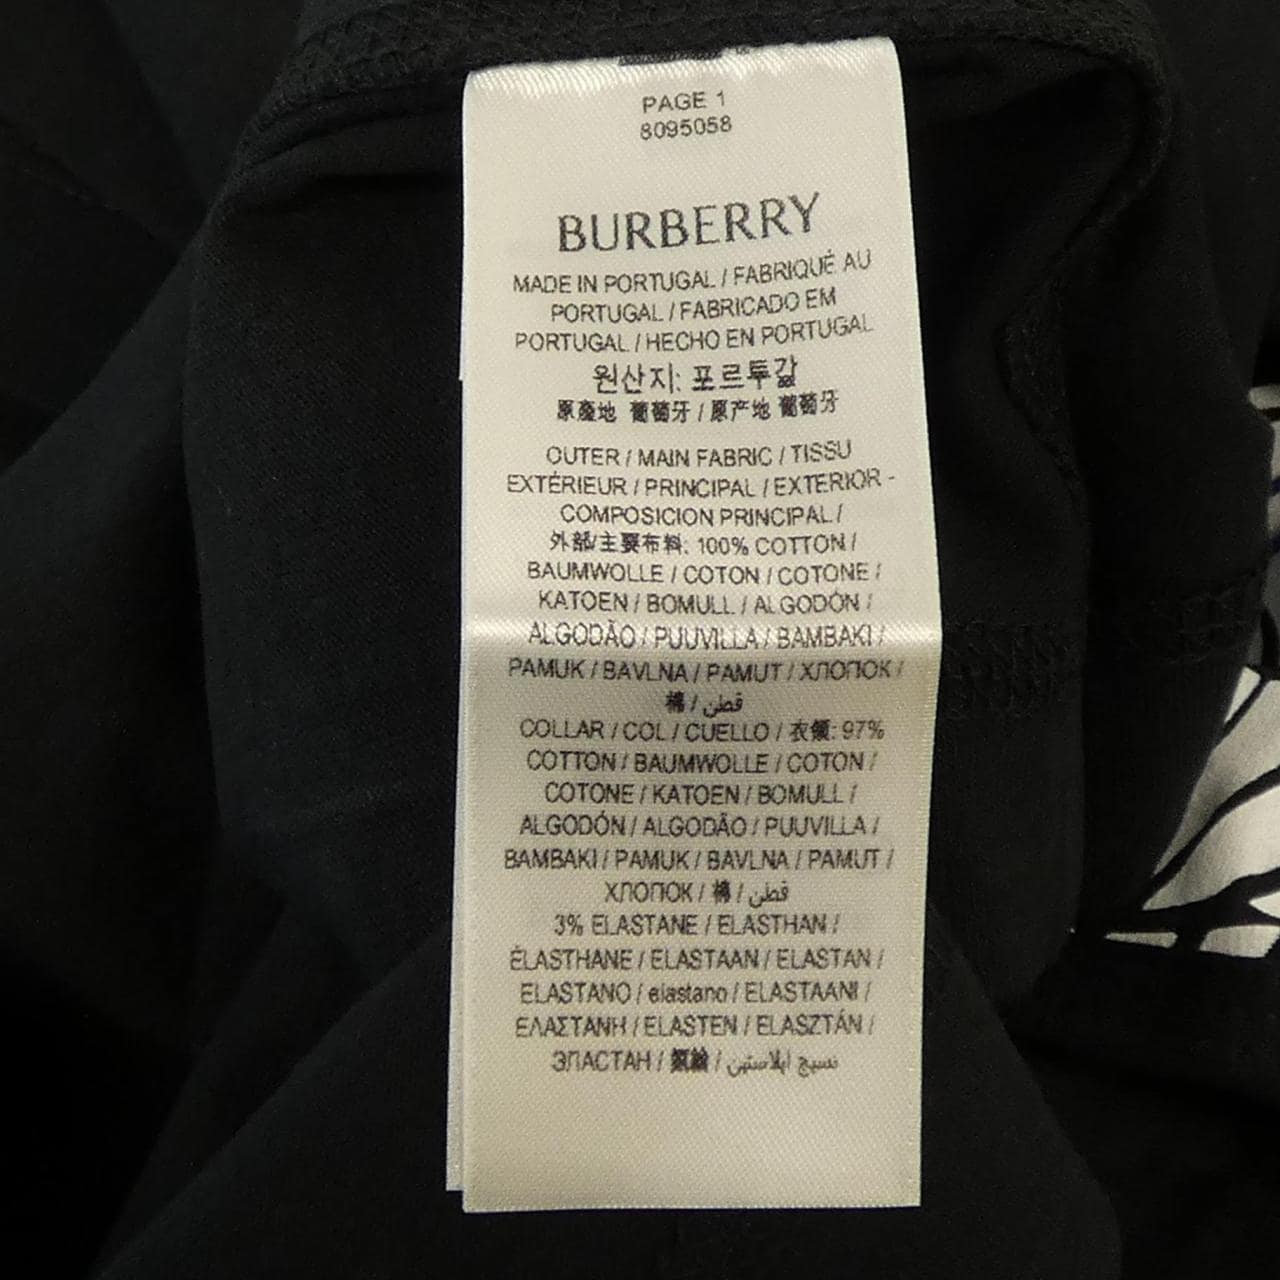 PAGE 1
8095058
BURBERRY
MADE IN PORTUGAL / FABRIQUÉ AU
PORTUGAL / FABRICADO EM
PORTUGAL / HECHO EN PORTUGAL
원산지: 포르투갈
原產地 葡萄牙 / 原产地 葡萄牙
OUTER / MAIN FABRIC / TISSU
EXTÉRIEUR / PRINCIPAL / EXTERIOR -
COMPOSICION PRINCIPAL /
外部/主要布料: 100% COTTON /
BAUMWOLLE / COTON / COTONE /
KATOEN / BOMULL / ALGODÓN /
ALGODÃO / PUUVILLA / BAMBAKI /
PAMUK / BAVLNA / PAMUT / ХЛОПОК /
棉 / قطن
COLLAR / COL / CUELLO / 衣領: 97%
COTTON / BAUMWOLLE / COTON /
COTONE / KATOEN / BOMULL /
ALGODÓN / ALGODÃO / PUUVILLA /
BAMBAKI / PAMUK / BAVLNA / PAMUT /
ХЛОПОК / 棉 / قطن
3% ELASTANE / ELASTHAN /
ÉLASTHANE / ELASTAAN / ELASTAN /
ELASTANO / elastano / ELASTAANI /
ΕΛΑΣΤΑΝΗ / ELASTEN / ELASZTÁN /
ЭЛАСТАН / / نسيج ايلاستين